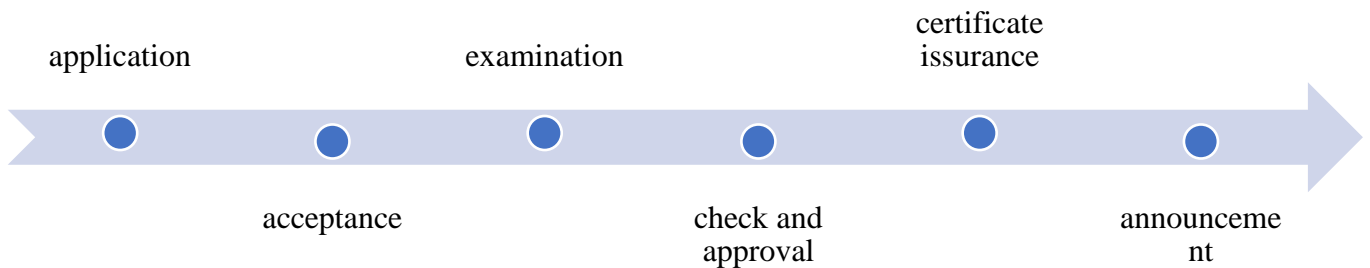 application
acceptance
examination
check and
approval
certificate
issurance
announceme
nt